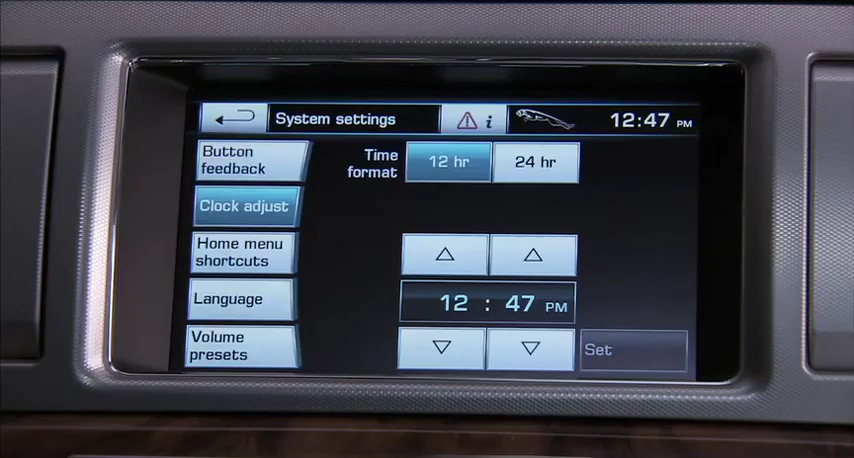 System settings
i
12:47 PM
Button
feedback
Time
format
12 hr
24 hr
Clock adjust
Home menu
shortcuts
Language
12 : 47 PM
Volume
presets
Set